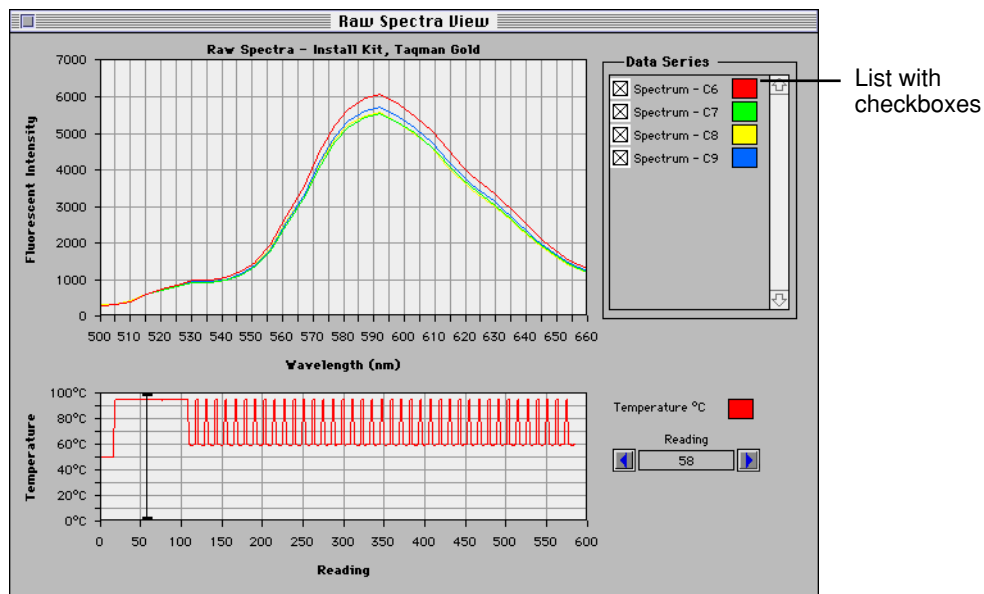 Raw Spectra View
Raw Spectra - Install Kit, Taqman Gold
7000
6000
5000
4000
3000
2000
1000
0
Fluorescent Intensity
500 510 520 530 540 550 560 570 580 590 600 610 620 630 640 650 660
Wavelength (nm)
Data Series
Spectrum - C6
Spectrum - C7
Spectrum - C8
Spectrum - C9
List with
checkboxes
100°C
80°C
60°C
40°C
20°C
0°C
Temperature
0 50 100 150 200 250 300 350 400 450 500 550 600
Reading
Temperature °C
Reading
58